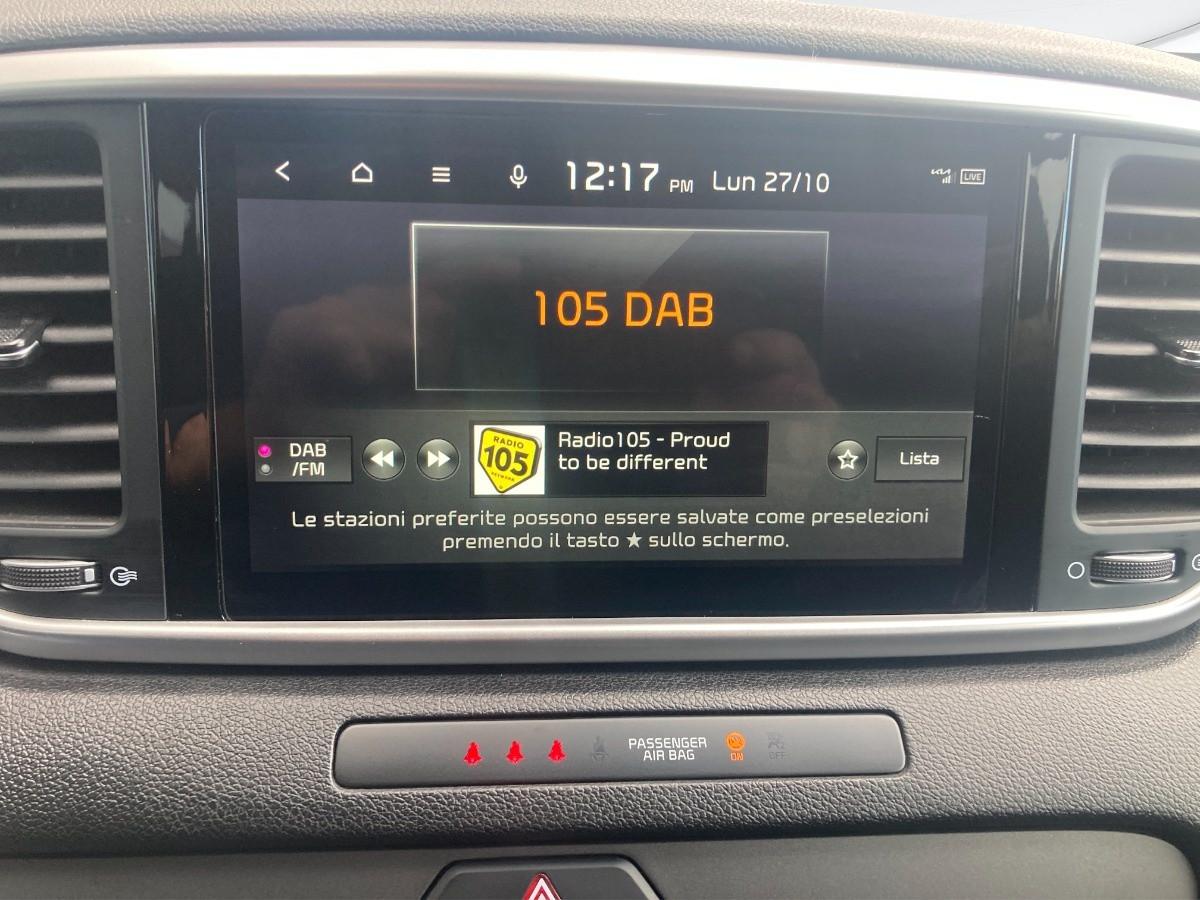 12:17 PM Lun 27/10
LIVE
105 DAB
DAB
/FM
RADIO
105
NETWORK
Radio105 - Proud
to be different
Lista
Le stazioni preferite possono essere salvate come preselezioni
premendo il tasto ★ sullo schermo.
PASSENGER
AIR BAG
ON
OFF